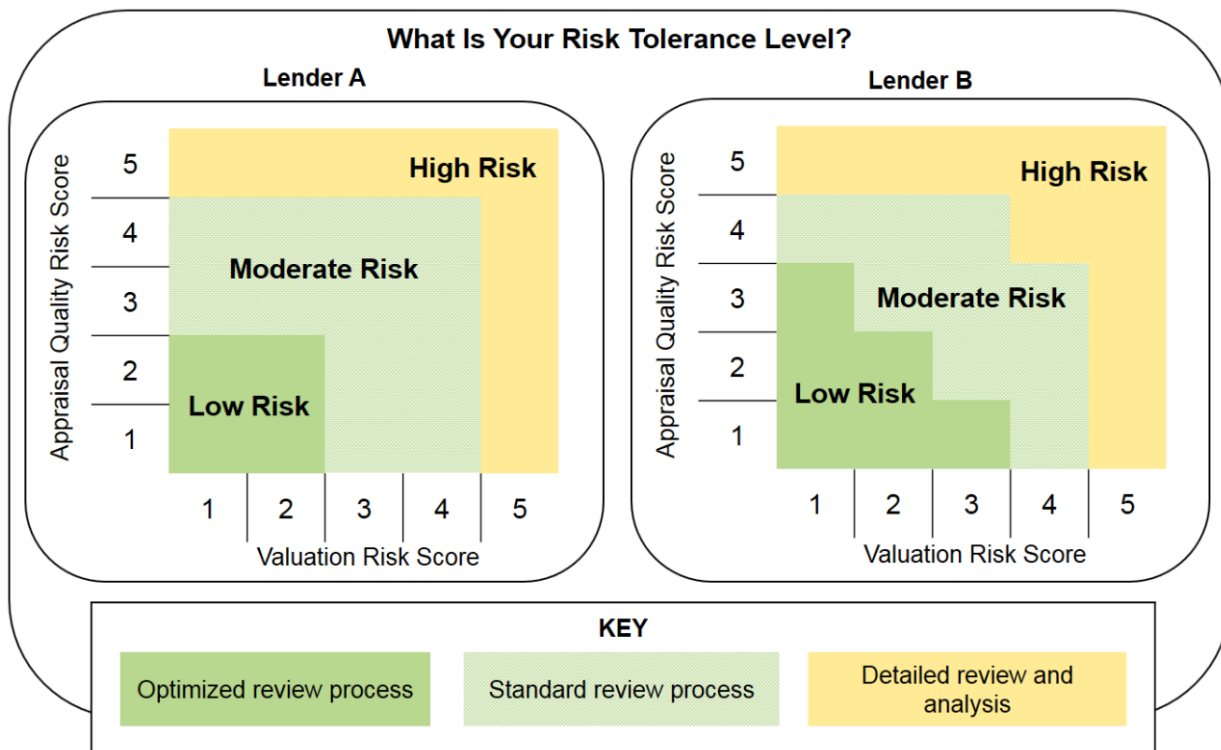 What Is Your Risk Tolerance Level?
Lender A
Appraisal Quality Risk Score
5
4
3
2
1
High Risk
Moderate Risk
Low Risk
1 2 3 4 5
Valuation Risk Score
Lender B
Appraisal Quality Risk Score
5
4
3
2
1
High Risk
Moderate Risk
Low Risk
1 2 3 4 5
Valuation Risk Score
KEY
Optimized review process
Standard review process
Detailed review and
analysis